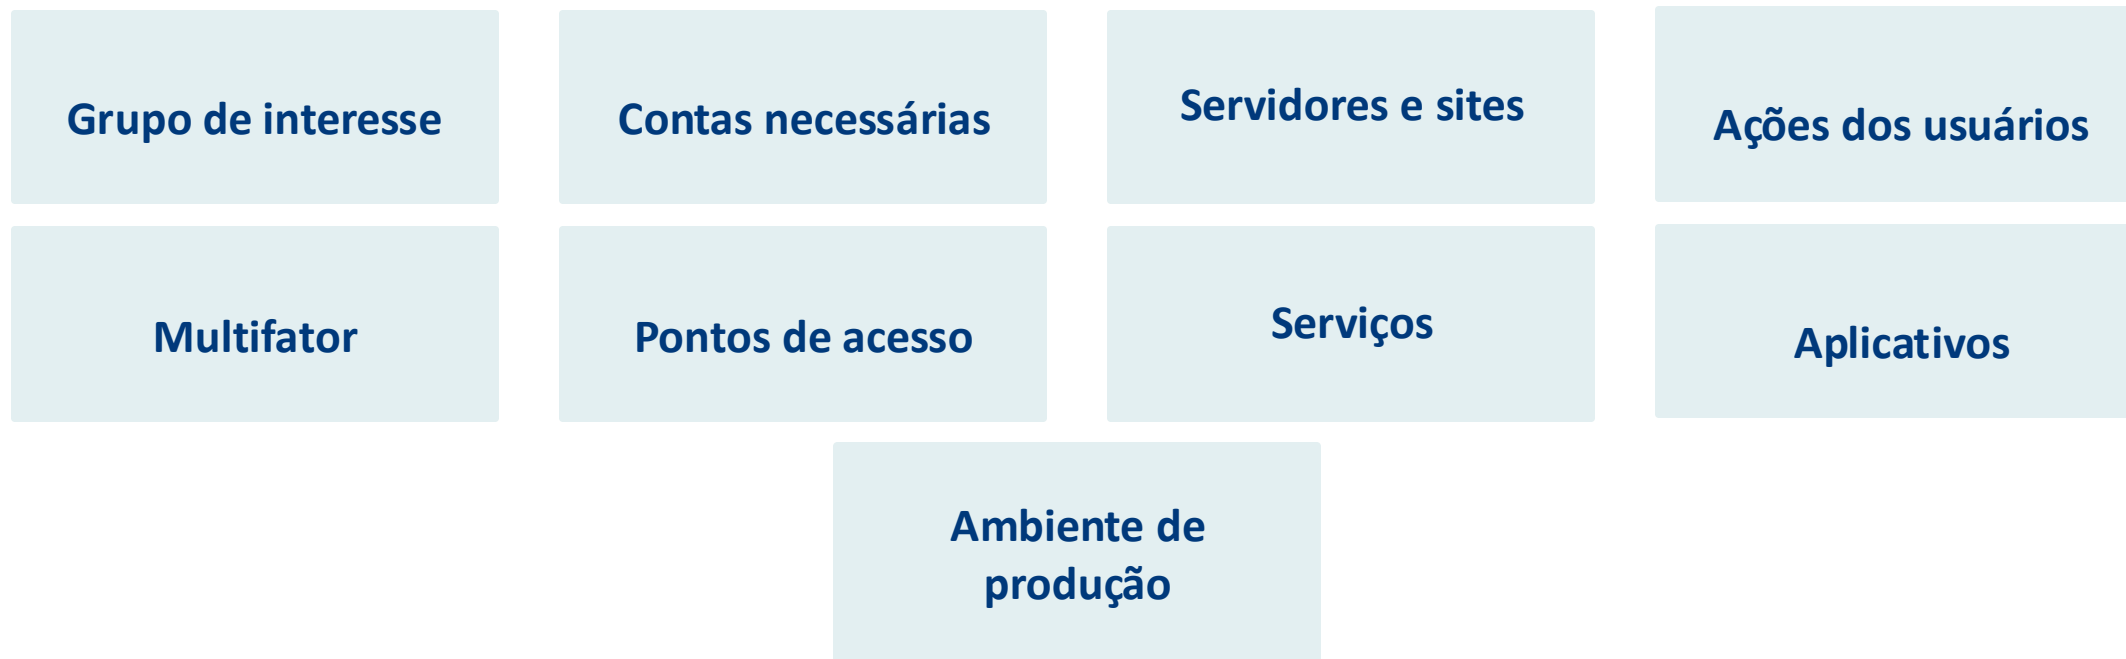 Grupo de interesse
Contas necessárias
Servidores e sites
Ações dos usuários
Multifator
Pontos de acesso
Serviços
Aplicativos
Ambiente de
produção